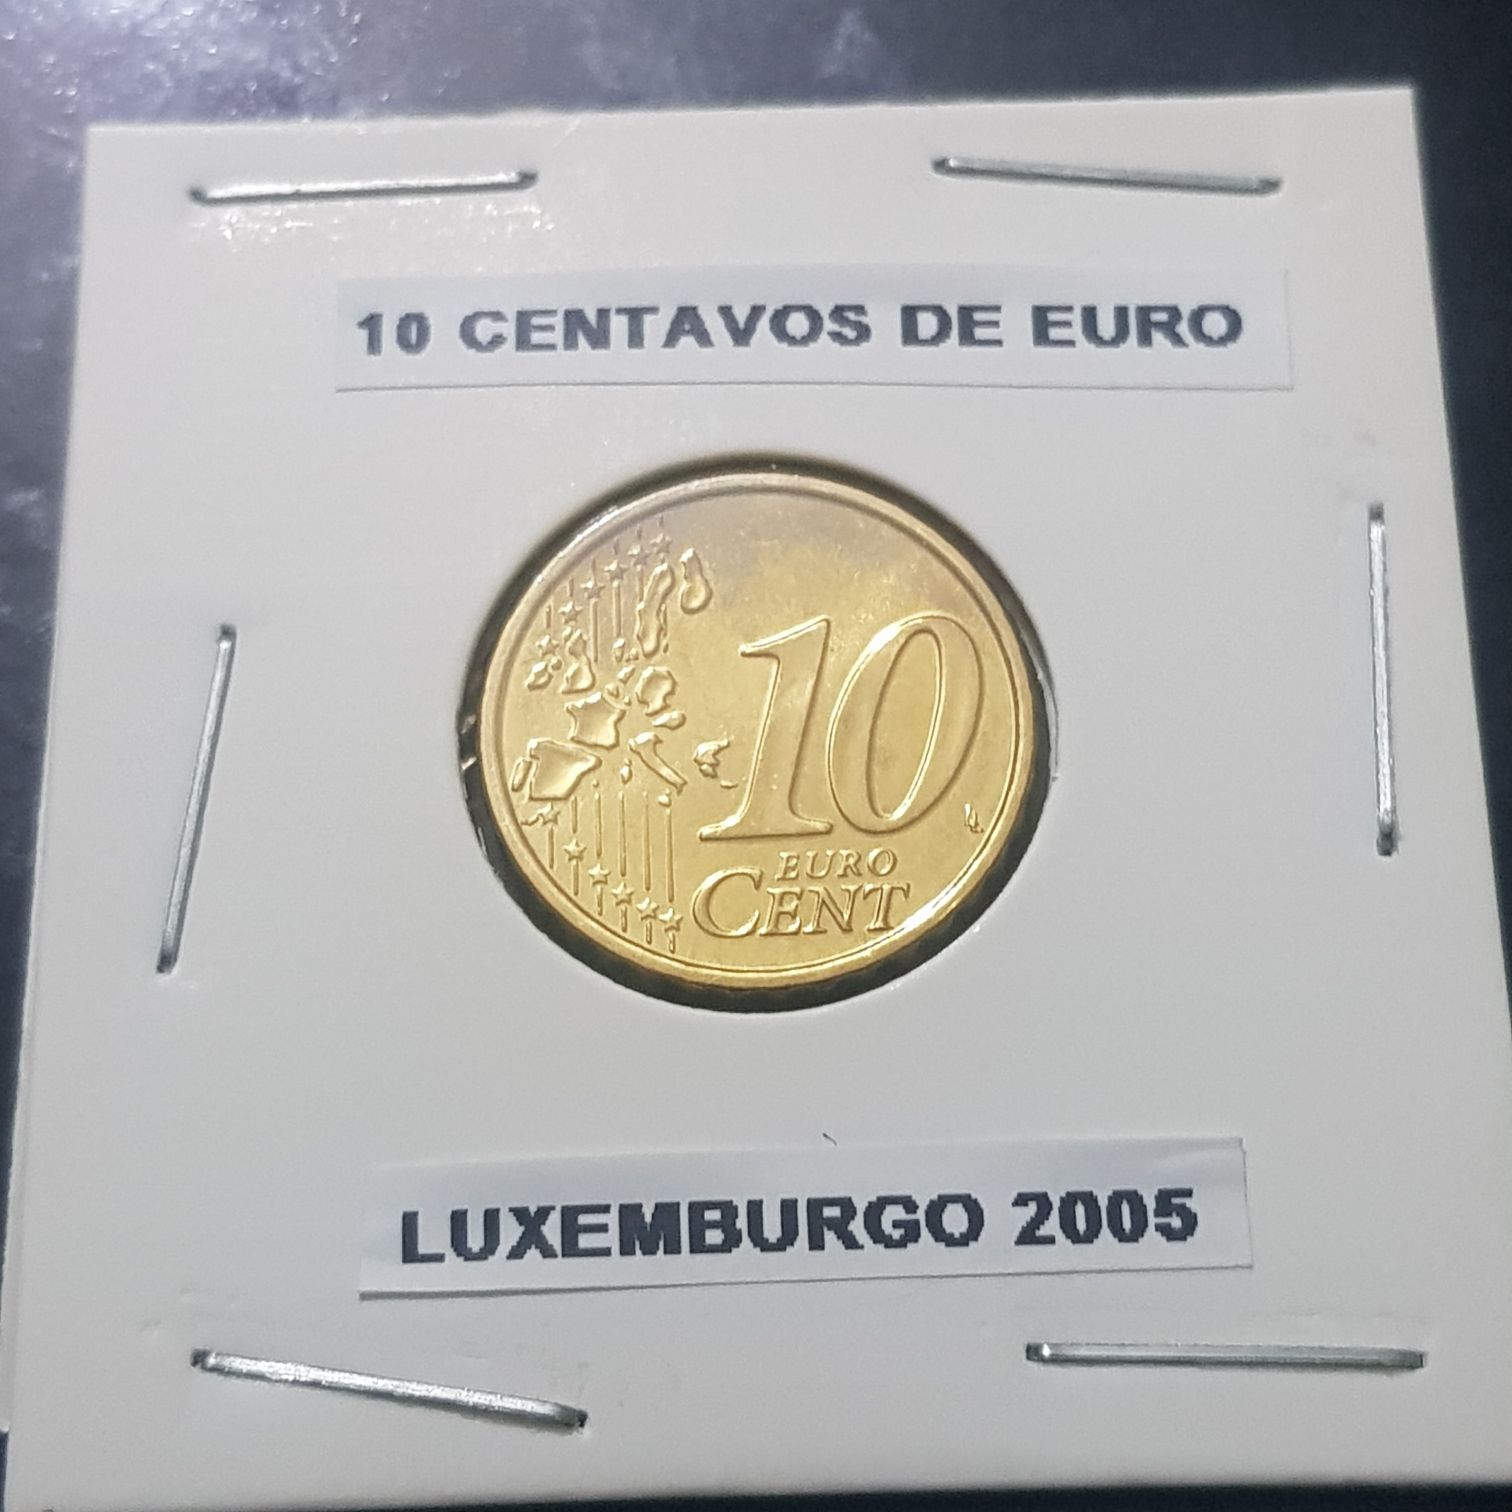 10 CENTAVOS DE EURO
10
EURO
CENT
LUXEMBURGO 2005